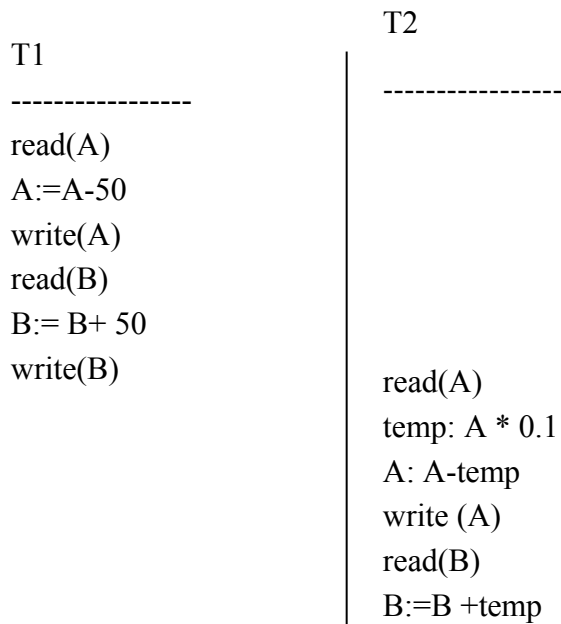 T1
-----------------
read(A)
A:=A-50
write(A)
read(B)
B:= B+ 50
write(B)
T2
-----------------
read(A)
temp: A * 0.1
A: A-temp
write (A)
read(B)
B:=B +temp